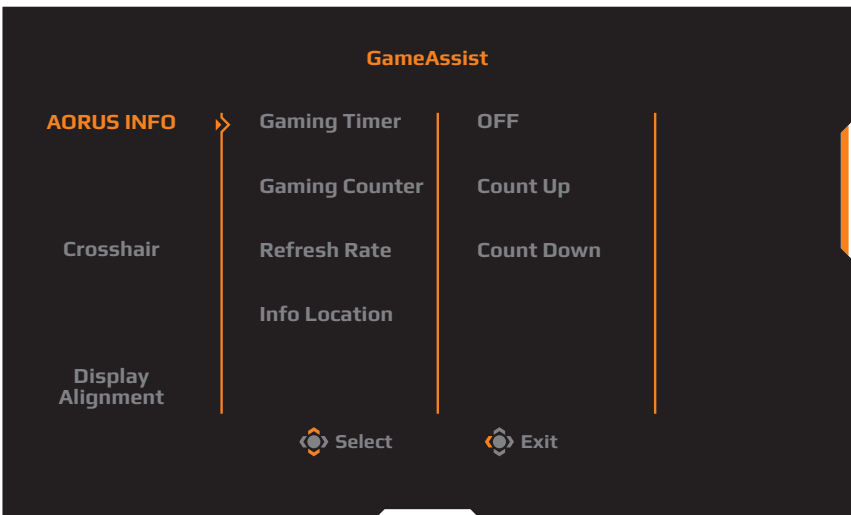 GameAssist
AORUS INFO
Gaming Timer
OFF
Gaming Counter
Count Up
Crosshair
Refresh Rate
Count Down
Info Location
Display
Alignment
Select
Exit